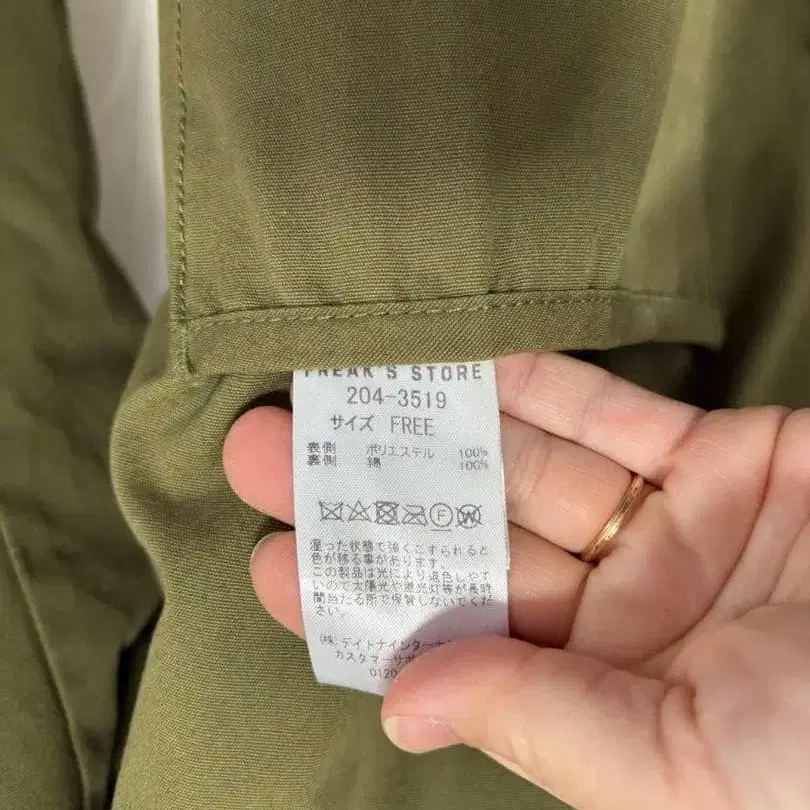 FREAK'S STORE
204-3519
サイズ FREE
表側 ポリエステル 100%
裏側 綿 100%
F
W
湿った状態で強くこすられると
色が移る事があります。
この製品は光により退色しやす
いので太陽光や蛍光灯等が長時
間当たる所で保管しないでくだ
さい。
(株)デイトナインターナ
カスタマーサポ
0120